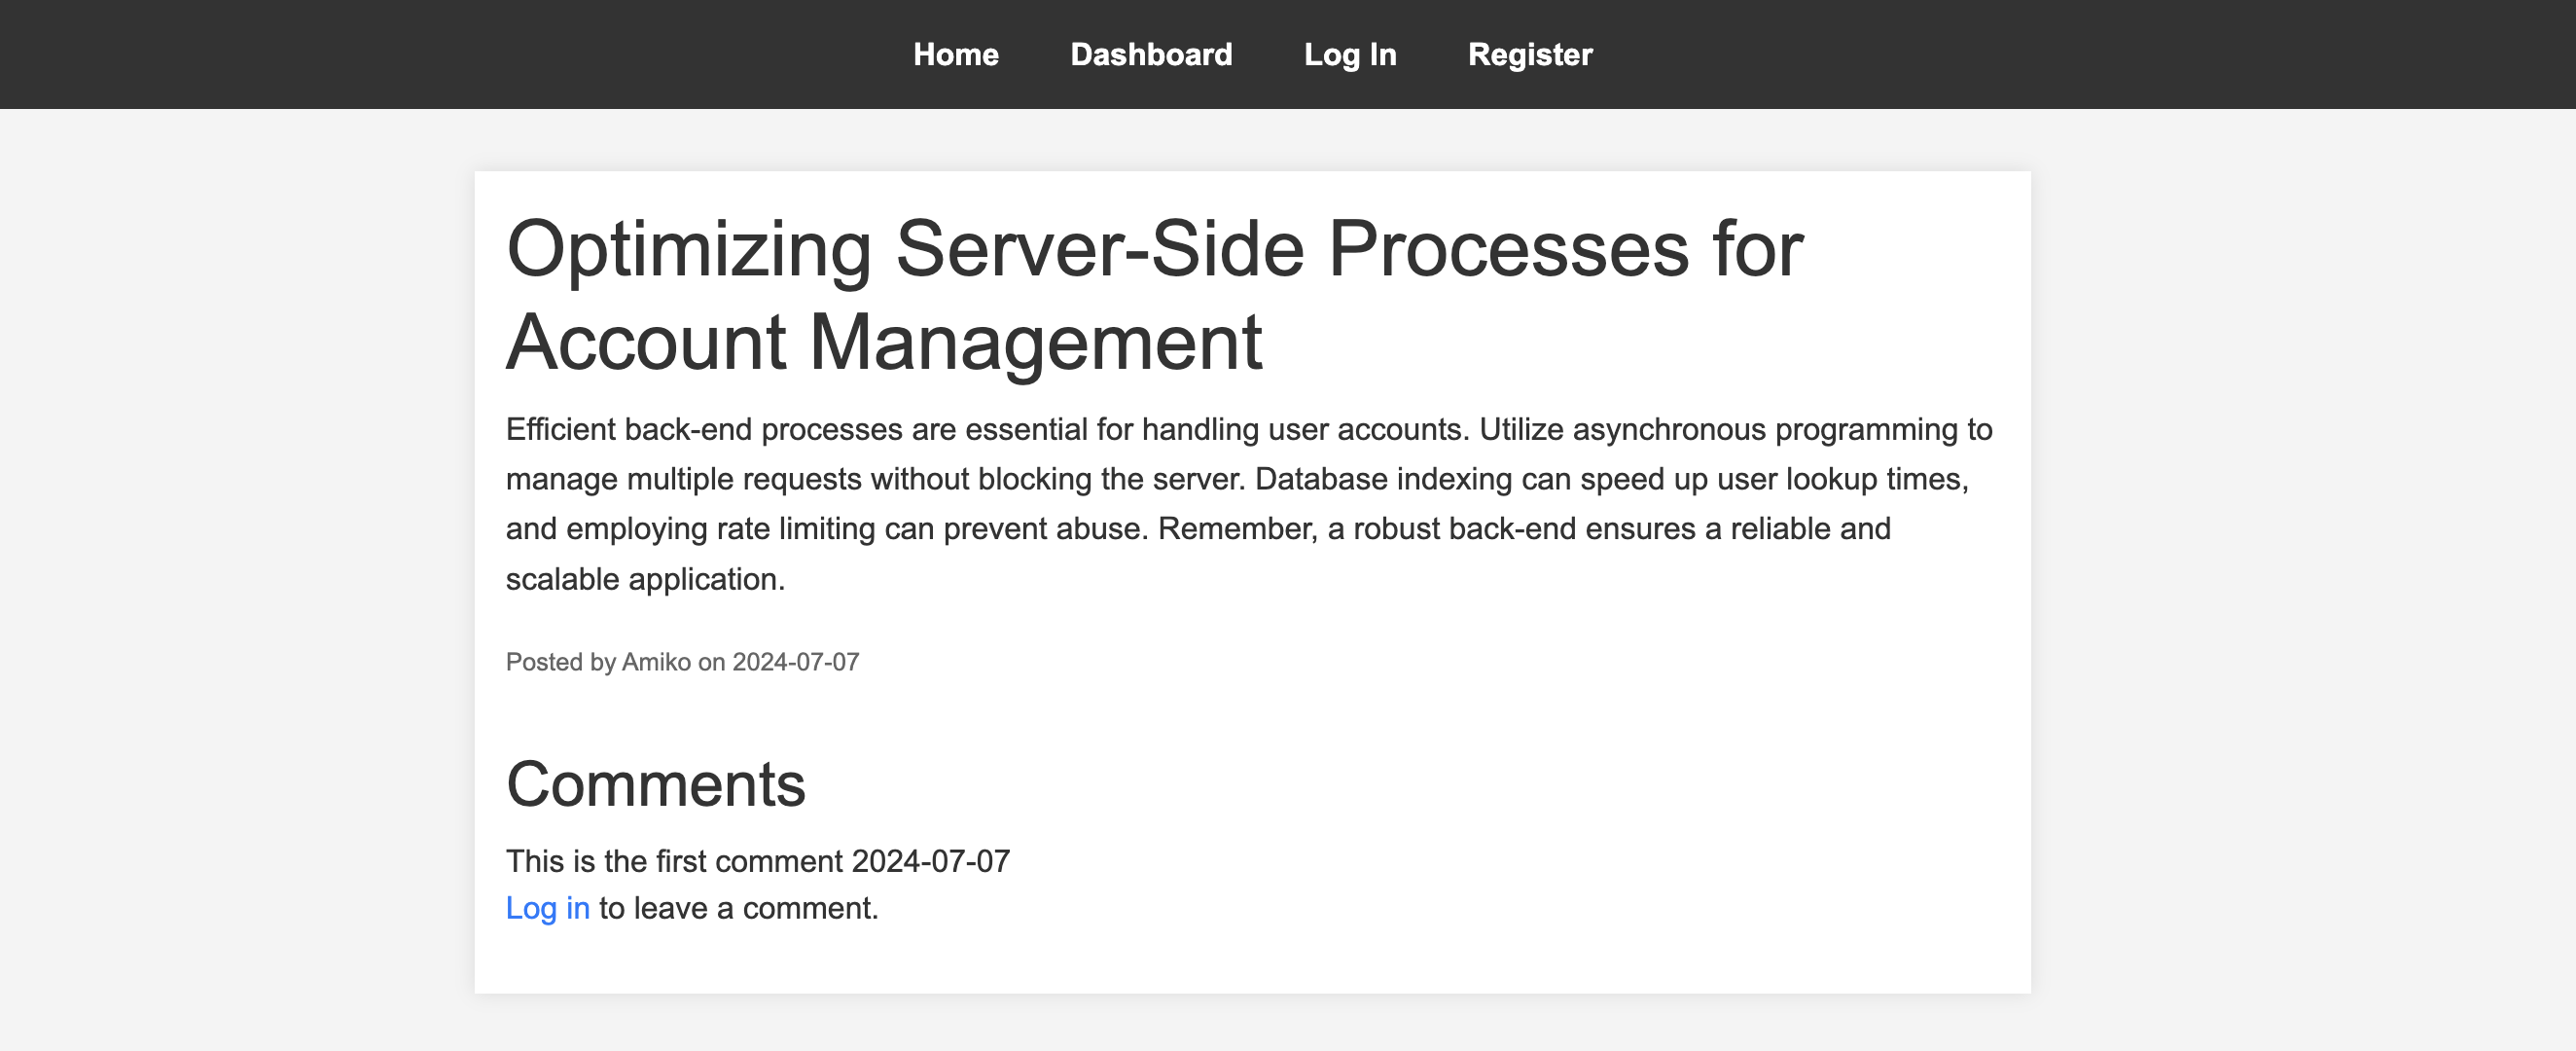 Home Dashboard Log In Register
Optimizing Server-Side Processes for
Account Management
Efficient back-end processes are essential for handling user accounts. Utilize asynchronous programming to
manage multiple requests without blocking the server. Database indexing can speed up user lookup times,
and employing rate limiting can prevent abuse. Remember, a robust back-end ensures a reliable and
scalable application.
Posted by Amiko on 2024-07-07
Comments
This is the first comment 2024-07-07
Log in to leave a comment.